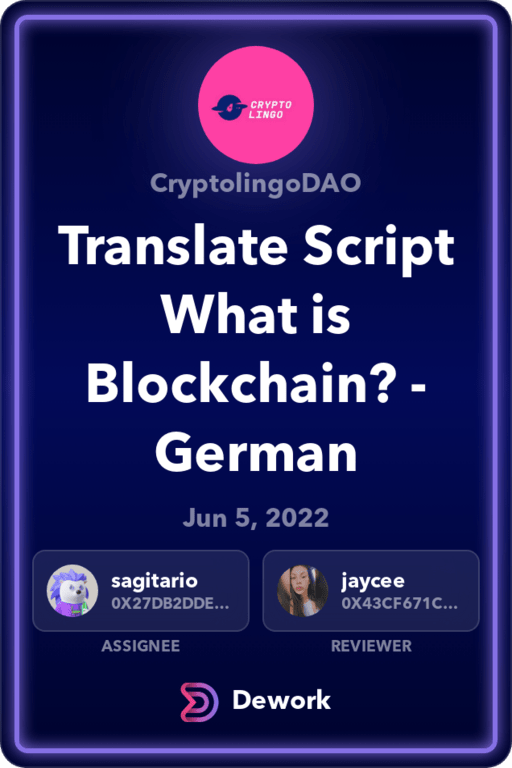 CRYPTO
LINGO
CryptolingoDAO
Translate Script
What is
Blockchain? -
German
Jun 5, 2022
sagitario
0X27DB2DDE...
ASSIGNEE
jaycee
0X43CF671C...
REVIEWER
Dework